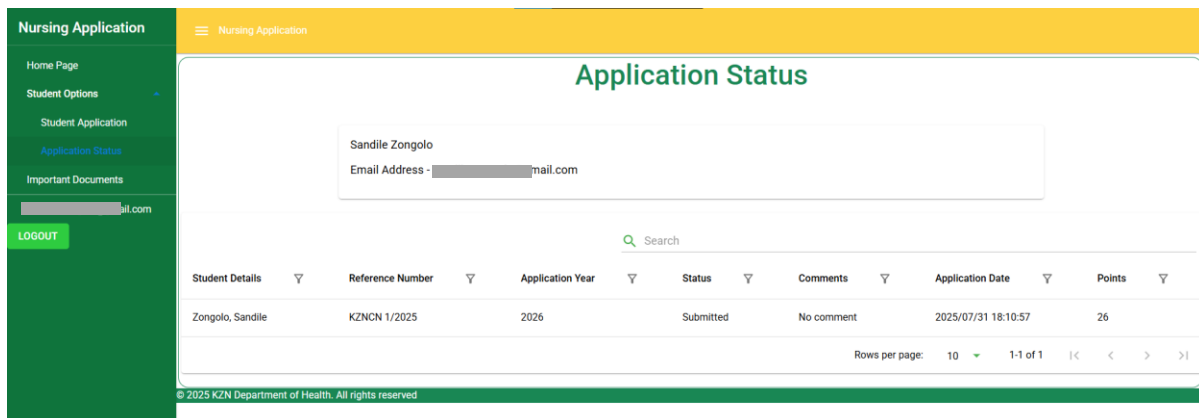 Nursing Application
Nursing Application
Home Page
Student Options
Student Application
Application Status
Important Documents
ail.com
LOGOUT
Application Status
Sandile Zongolo
Email Address - mail.com
Search
Student Details Reference Number Application Year Status Comments Application Date Points
Zongolo, Sandile KZNCN 1/2025 2026 Submitted No comment 2025/07/31 18:10:57 26
Rows per page: 10 1-1 of 1
© 2025 KZN Department of Health. All rights reserved